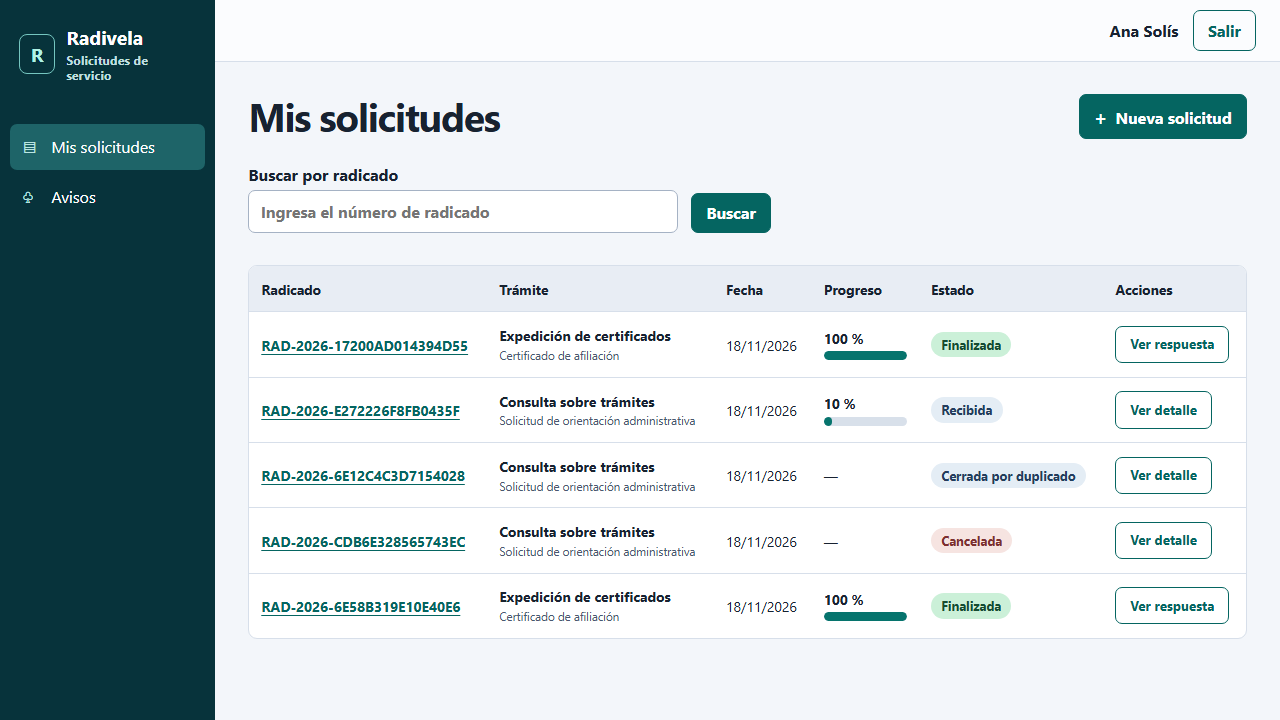 R
Radivela
Solicitudes de
servicio
Mis solicitudes
Avisos
Ana Solís
Salir
Mis solicitudes
+ Nueva solicitud
Buscar por radicado
Ingresa el número de radicado
Buscar
Radicado Trámite Fecha Progreso Estado Acciones
RAD-2026-17200AD014394D55
Expedición de certificados
Certificado de afiliación
18/11/2026
100 %
Finalizada
Ver respuesta
RAD-2026-E272226F8FB0435F
Consulta sobre trámites
Solicitud de orientación administrativa
18/11/2026
10 %
Recibida
Ver detalle
RAD-2026-6E12C4C3D7154028
Consulta sobre trámites
Solicitud de orientación administrativa
18/11/2026
—
Cerrada por duplicado
Ver detalle
RAD-2026-CDB6E328565743EC
Consulta sobre trámites
Solicitud de orientación administrativa
18/11/2026
—
Cancelada
Ver detalle
RAD-2026-6E58B319E10E40E6
Expedición de certificados
Certificado de afiliación
18/11/2026
100 %
Finalizada
Ver respuesta